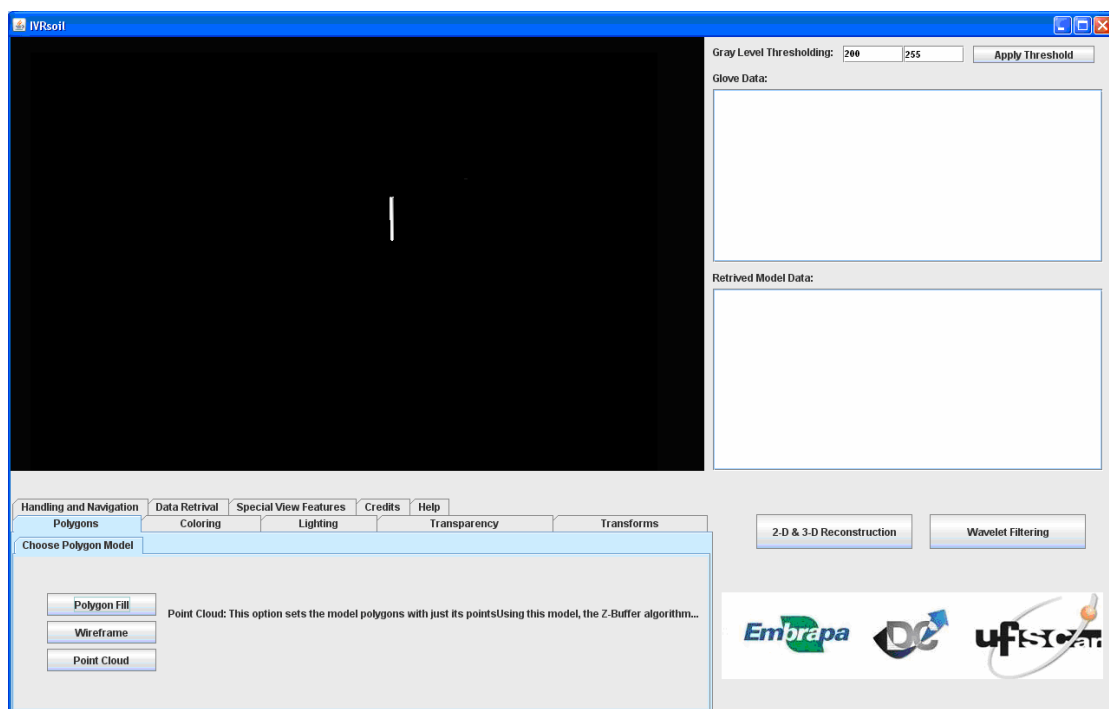 IVRsoil
Gray Level Thresholding: 200 255 Apply Threshold
Glove Data:
Retrived Model Data:
Handling and Navigation Data Retrival Special View Features Credits Help
Polygons Coloring Lighting Transparency Transforms
Choose Polygon Model
2-D & 3-D Reconstruction Wavelet Filtering
Polygon Fill
Point Cloud: This option sets the model polygons with just its pointsUsing this model, the Z-Buffer algorithm...
Wireframe
Point Cloud
Embrapa DC ufscar